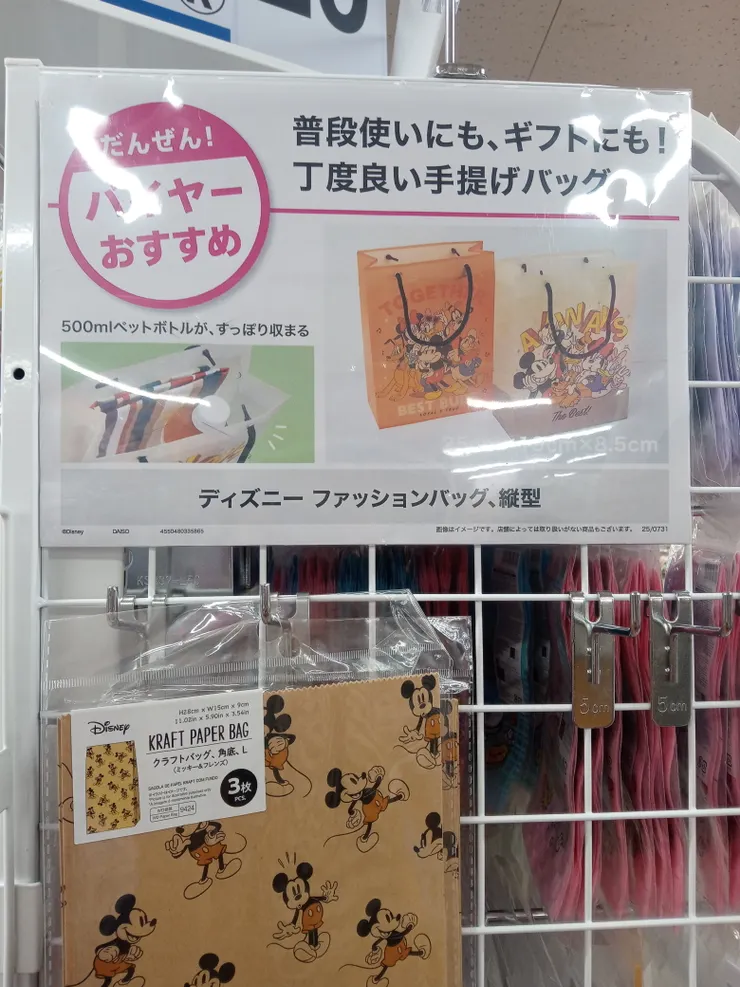 だんぜん!
バイヤー
おすすめ
普段使いにも、ギフトにも!
丁度良い手提げバッグ
500mlペットボトルが、すっぽり収まる
TOGETHER
BEST
ALWAYS
The Best!
×8.5cm
ディズニー ファッションバッグ、縦型
©Disney DAISO
画像はイメージです。店舗によっては取り扱いがない商品もございます。 25/0731
H28cm x W15cm x 9cm
11.02in x 5.90in x 3.54in
Disney
KRAFT PAPER BAG
クラフトバッグ、角底、L
(ミッキー&フレンズ)
3枚
PCS.
9424
5cm
5cm